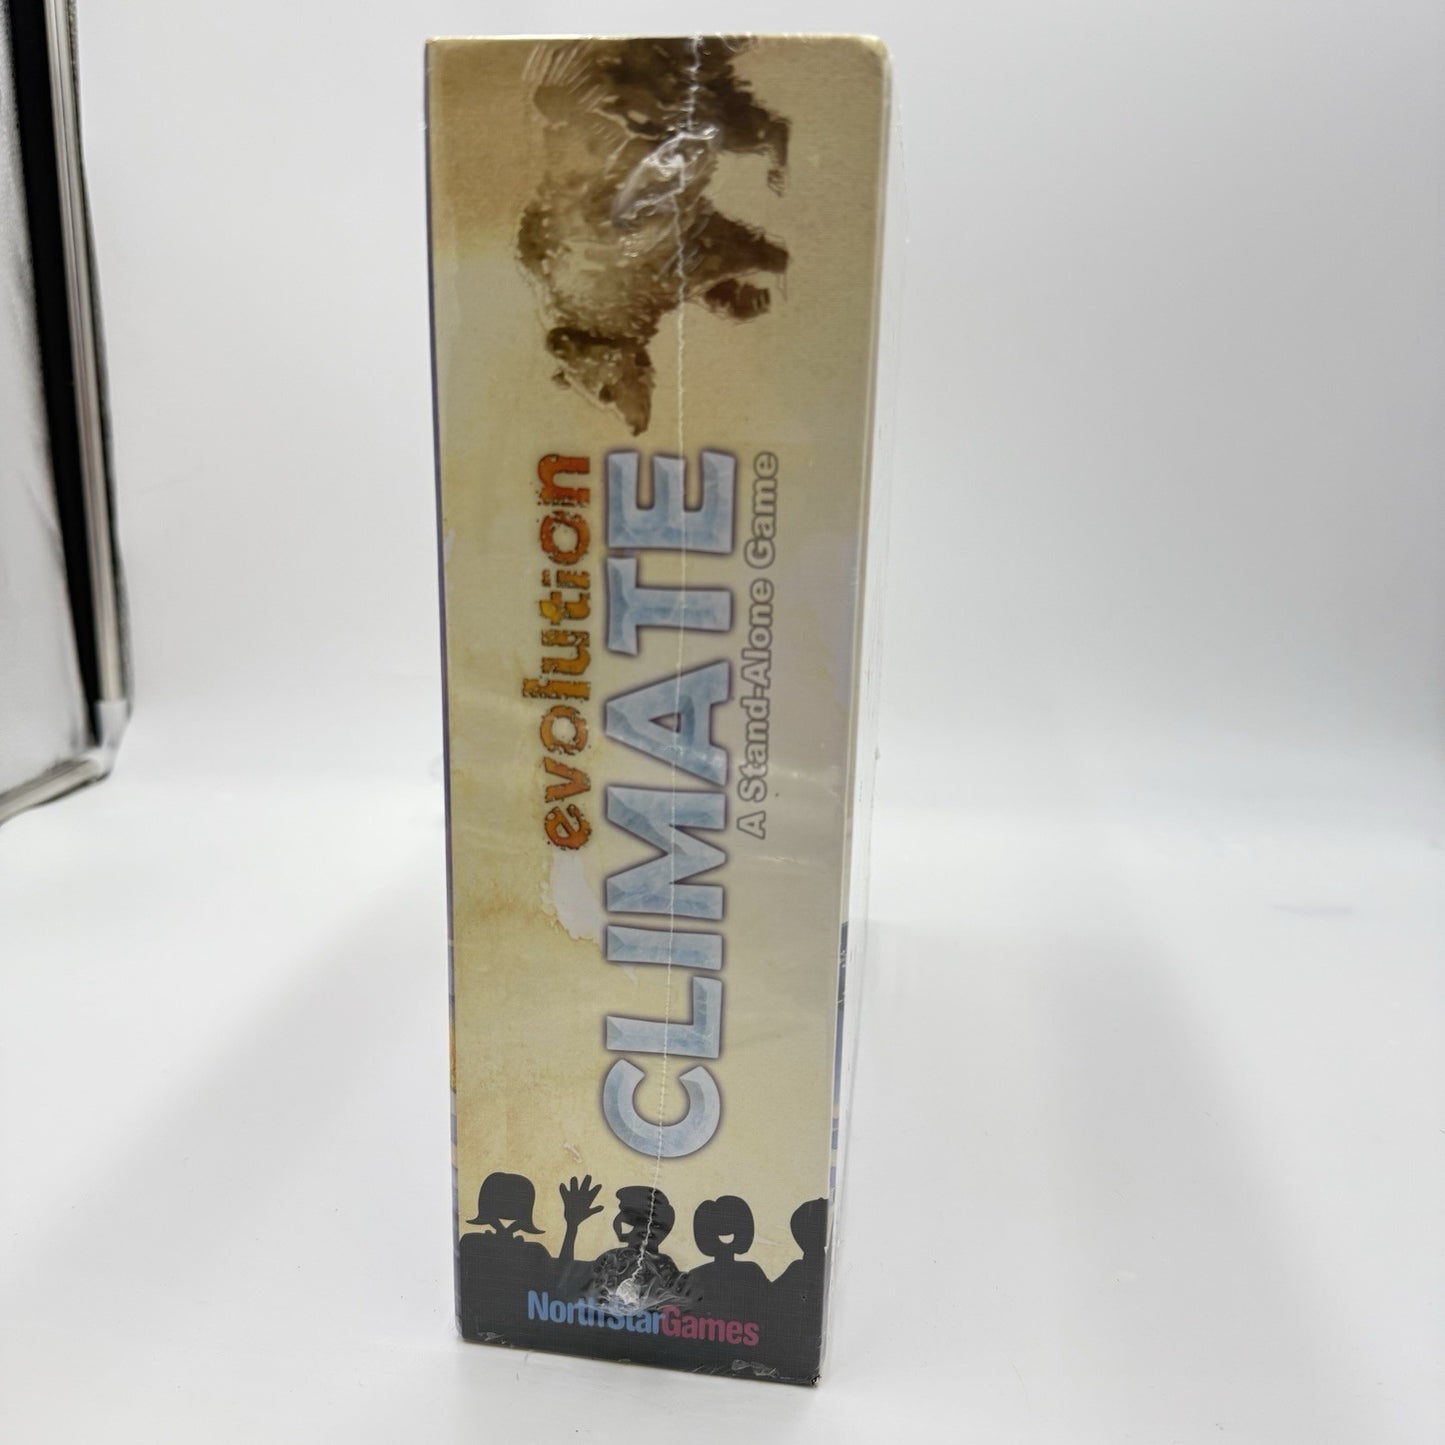 evolution
CLIMATE
A Stand-Alone Game
NorthStarGames